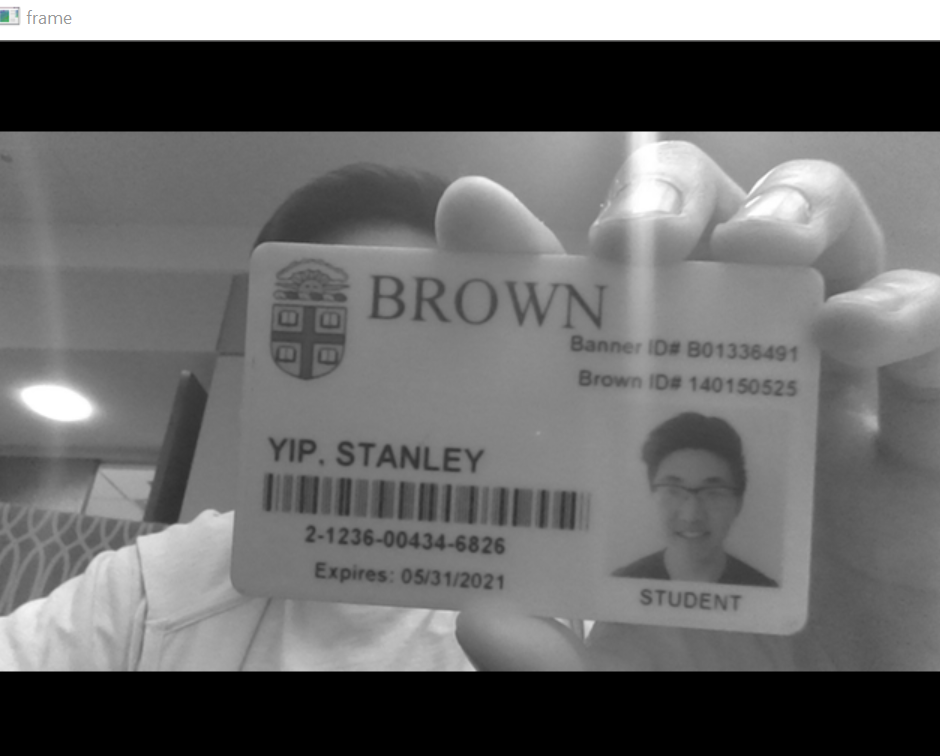 frame
BROWN
Banner ID# B01336491
Brown ID# 140150525
YIP, STANLEY
2-1236-00434-6826
Expires: 05/31/2021
STUDENT